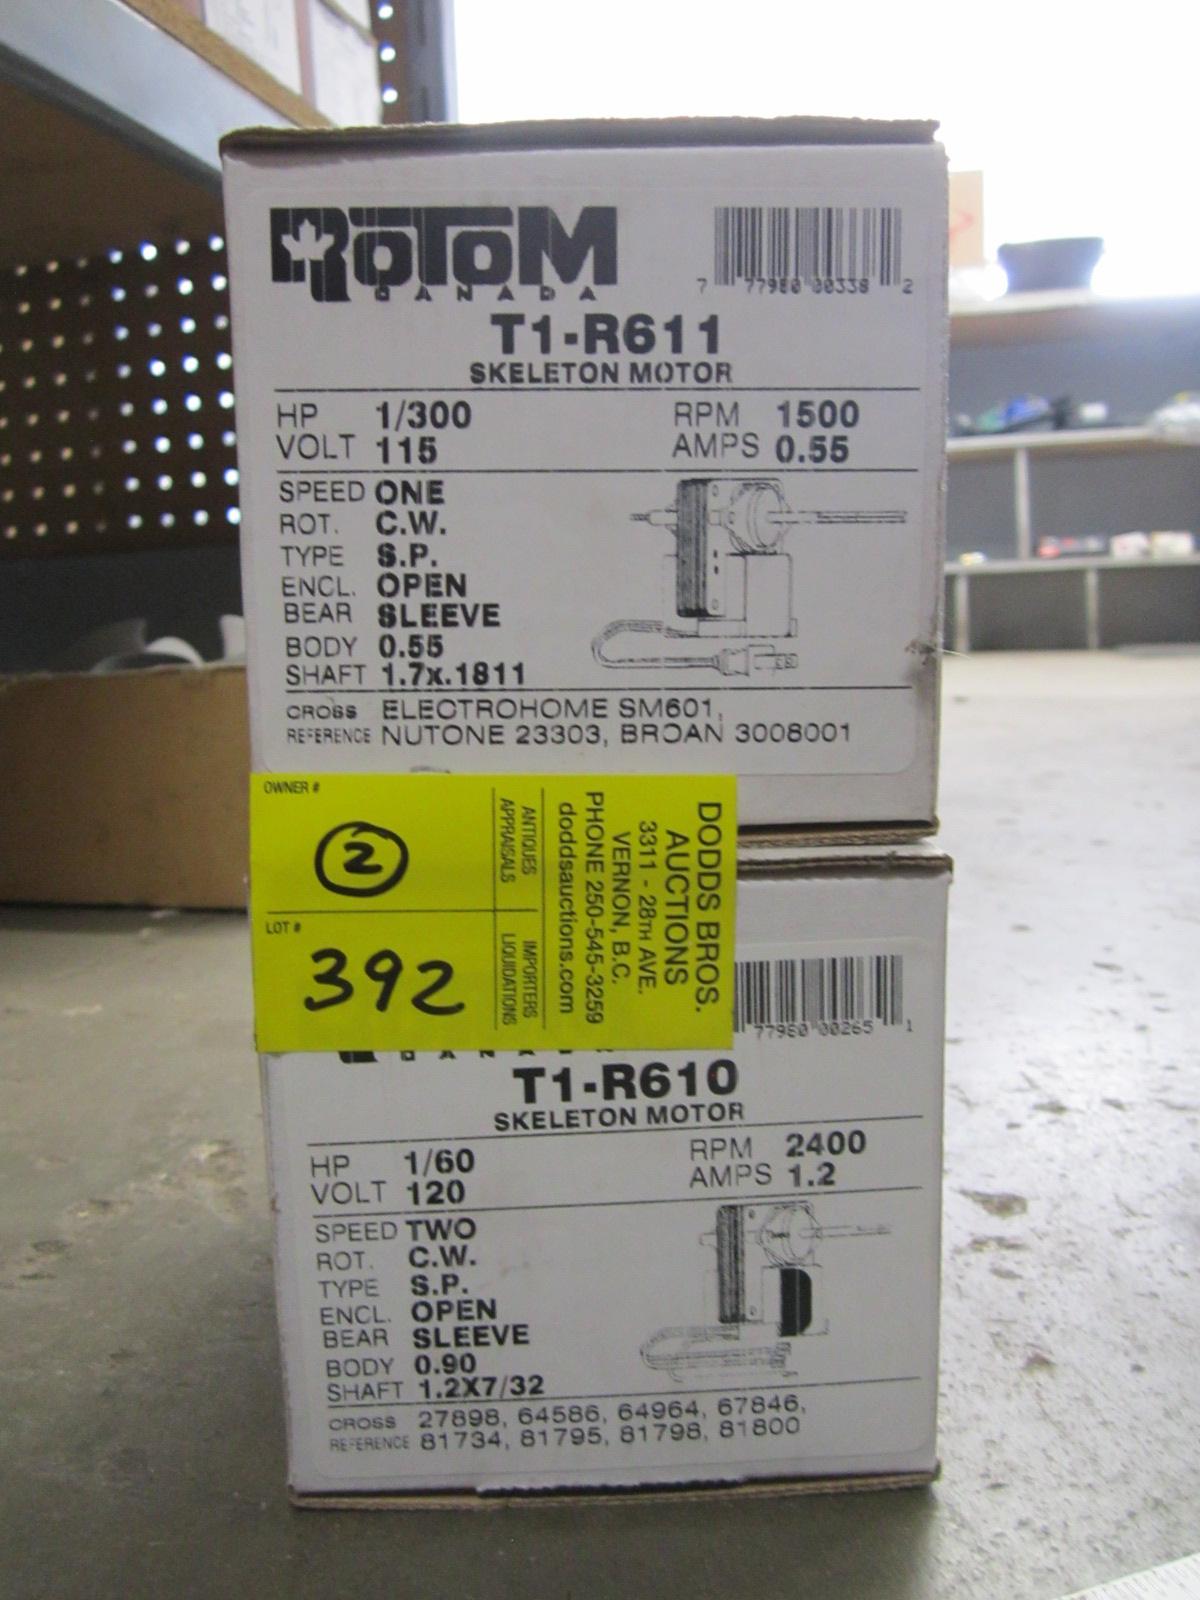 ROTOM
CANADA
7 77980 00228 2
T1-R611
SKELETON MOTOR
HP 1/300 RPM 1500
VOLT 115 AMPS 0.55
SPEED ONE
ROT. C.W.
TYPE S.P.
ENCL. OPEN
BEAR SLEEVE
BODY 0.55
SHAFT 1.7x.1811
CROSS ELECTROHOME SM601,
REFERENCE NUTONE 23303, BROAN 3008001
OWNER #
2
LOT #
392
ANTIQUES
APPRAISALS
IMPORTERS
LIQUIDATIONS
DODDS BROS.
AUCTIONS
3311 - 28TH AVE.
VERNON, B.C.
PHONE 250-545-3259
doddsauctions.com
77980 00265 1
T1-R610
SKELETON MOTOR
HP 1/60 RPM 2400
VOLT 120 AMPS 1.2
SPEED TWO
ROT. C.W.
TYPE S.P.
ENCL. OPEN
BEAR SLEEVE
BODY 0.90
SHAFT 1.2X7/32
CROSS 27898, 64586, 64964, 67846,
REFERENCE 81734, 81795, 81798, 81800